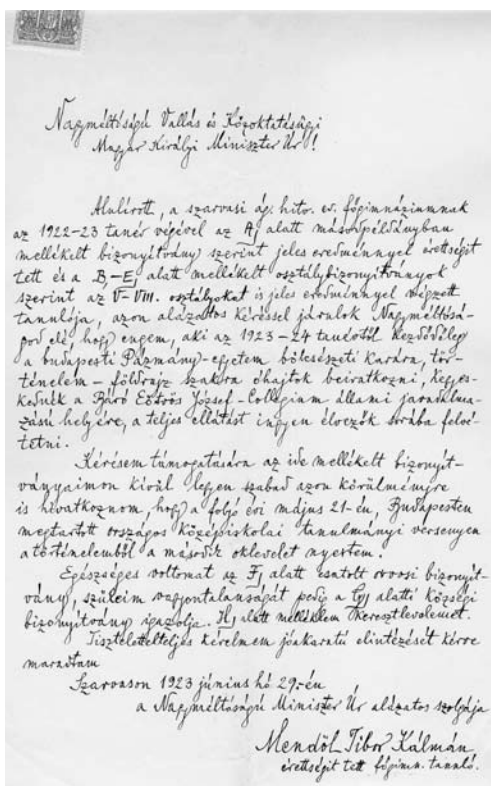 Nagyméltóságú Vallás és Közoktatásügyi
Magyar Királyi Miniszter Úr!
Alulírott, a szarvasi ág. hitv. ev. főgimnáziumnak
az 1922-23 tanév végével az A, alatt másodpéldányban
mellékelt bizonyítvány szerint jeles eredménnyel érettségit
tett és a B,-E, alatt mellékelt osztálybizonyítványok
szerint az V-VIII. osztályokat is jeles eredménnyel végzett
tanulója, azon alázatos kéréssel járulok Nagyméltósá-
god elé, hogy engem, aki az 1923-24 tanévtől kezdődőleg
a budapesti Pázmány-egyetem bölcsészeti karára, tör-
ténelem-földrajz szakra óhajtok beiratkozni, kegyes-
kednék a Báró Eötvös József-Collegium állami javadalma-
zású helyére, a teljes ellátást ingyen élvezők sorába felvé-
tetni.
Kérésem támogatására az ide mellékelt bizonyít-
ványaimon kívül legyen szabad azon körülményre
is hivatkoznom, hogy a folyó évi május 21-én, Budapesten
megtartott országos középiskolai tanulmányi versenyen
a történelemből a második oklevelet nyertem.
Egészséges voltomat az F, alatt csatolt orvosi bizonyít-
vány, szüleim vagyontalanságát pedig a G, alatti községi
bizonyítvány igazolja. H, alatt mellékelem keresztlevelemet.
Tiszteletteljes kérelmem jóakaratú elintézését kérve
maradtam
Szarvason 1923 június hó 29-én
a Nagyméltóságú Miniszter Úr alázatos szolgája
Mendöl Tibor Kálmán
érettségit tett főgimn. tanuló.